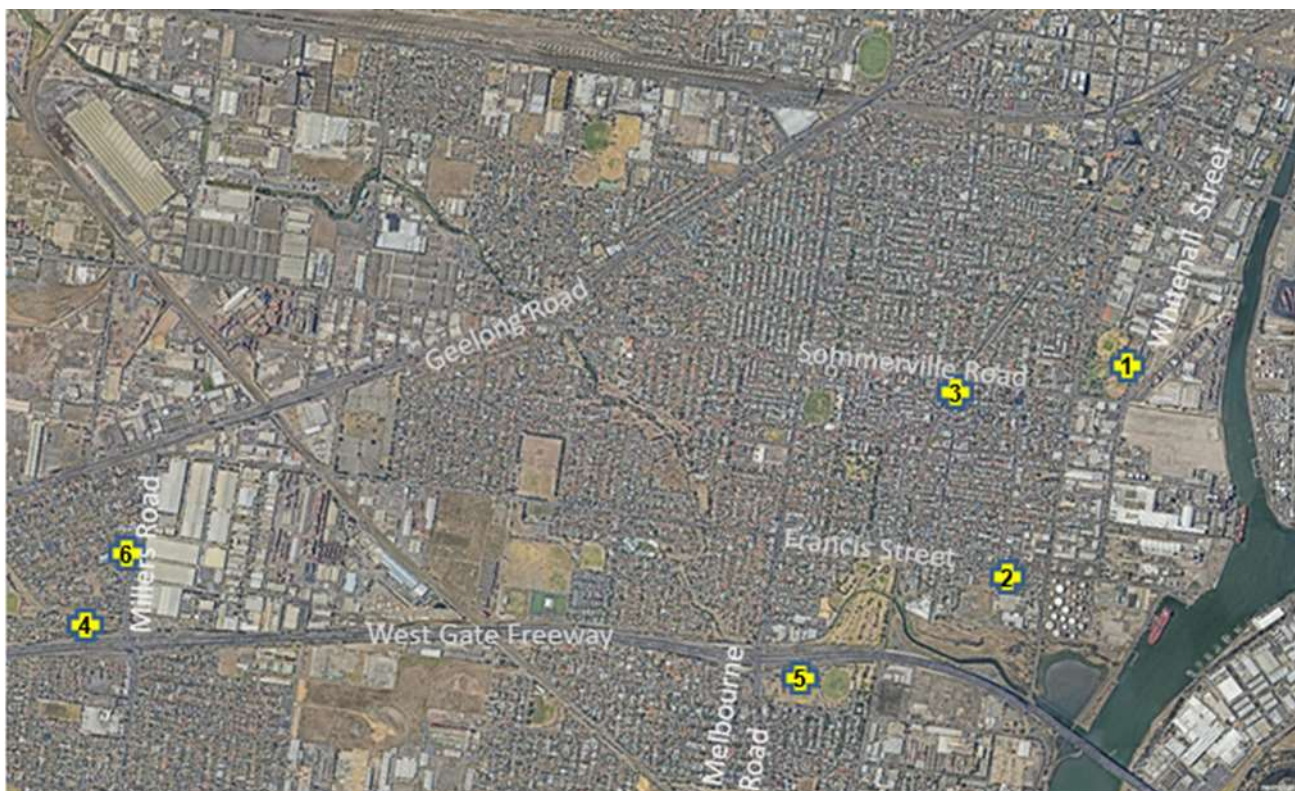 Whitehall Street
Geelong Road
Sommerville Road
1
3
Millers Road
6
Francis Street
2
4
West Gate Freeway
5
Melbourne
Road